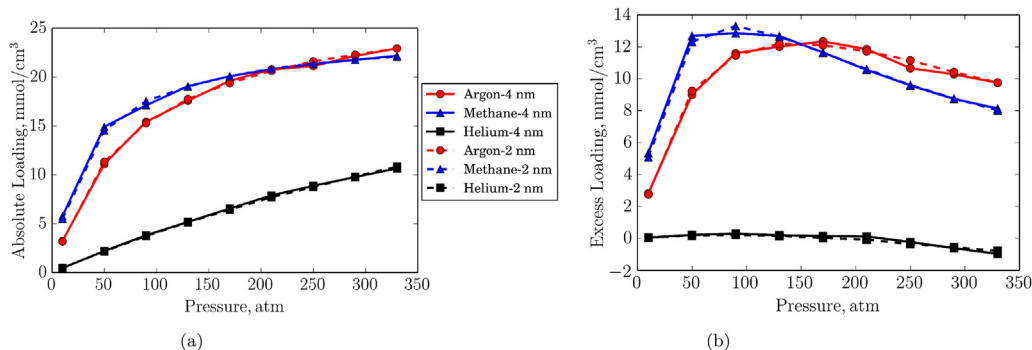 25
20
15
10
5
0
0
50
100
150
200
250
300
350
Absolute Loading, mmol/cm³
Pressure, atm
(a)
Argon-4 nm
Methane-4 nm
Helium-4 nm
Argon-2 nm
Methane-2 nm
Helium-2 nm
14
12
10
8
6
4
2
0
−2
0
50
100
150
200
250
300
350
Excess Loading, mmol/cm³
Pressure, atm
(b)